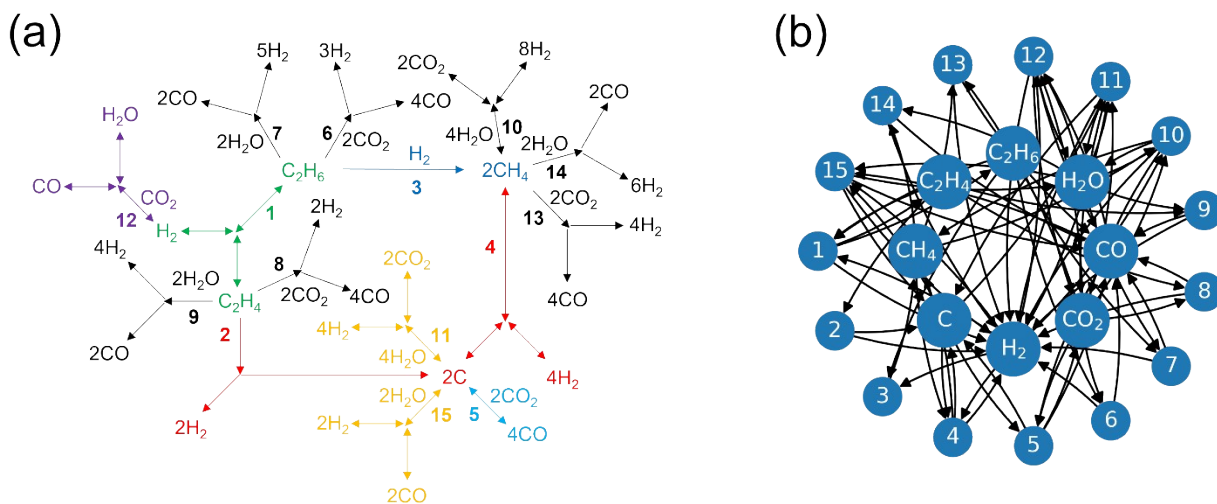 (a)
5H₂
3H₂
2CO₂
8H₂
2CO
7
6
4CO
2H₂O
2CO₂
4H₂O
10
2CO
H₂O
C₂H₆
H₂
3
2CH₄
2H₂O
14
6H₂
CO
CO₂
12
H₂
1
2CO₂
13
4H₂
4CO
4H₂
2H₂O
9
2CO
C₂H₄
8
2H₂
2CO₂
4CO
4
2
2H₂
2CO₂
4H₂
11
4H₂O
2C
4H₂
2H₂O
15
5
2CO₂
4CO
2H₂
2CO
(b)
12
13
11
14
10
15
9
1
8
2
7
3
6
4
5
C₂H₆
C₂H₄
H₂O
CH₄
CO
C
CO₂
H₂